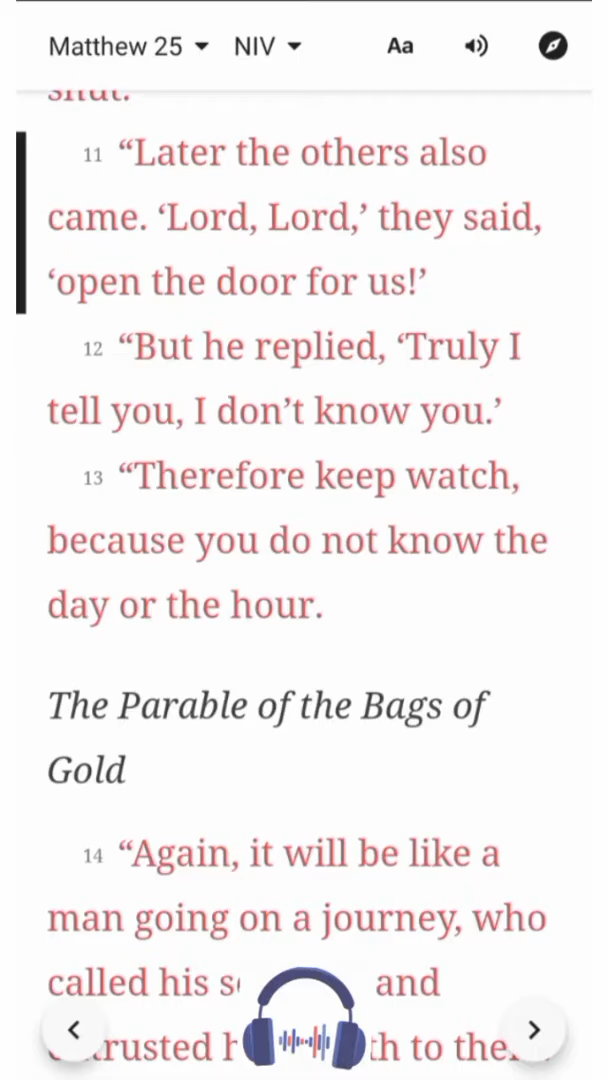 Matthew 25 NIV Aa
shut.
11 “Later the others also
came. ‘Lord, Lord,’ they said,
‘open the door for us!’
12 “But he replied, ‘Truly I
tell you, I don’t know you.’
13 “Therefore keep watch,
because you do not know the
day or the hour.
The Parable of the Bags of
Gold
14 “Again, it will be like a
man going on a journey, who
called his and
to